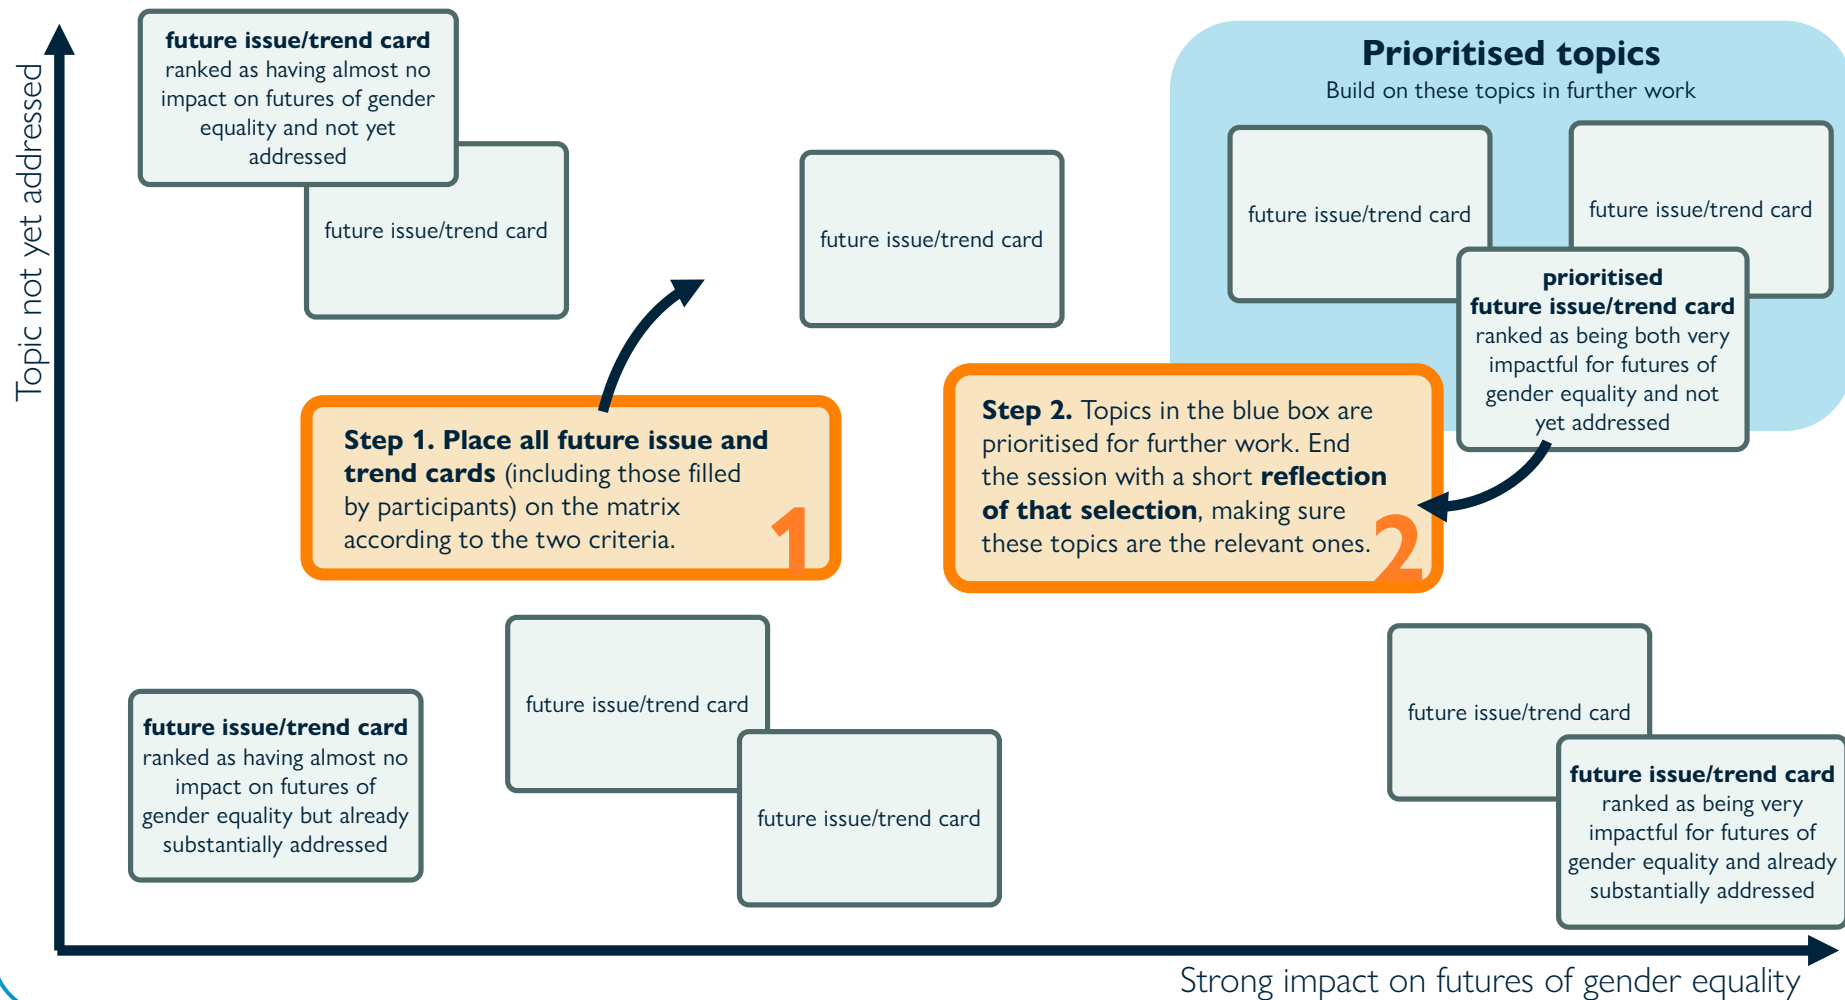 Topic not yet addressed
future issue/trend card
ranked as having almost no
impact on futures of gender
equality and not yet
addressed
future issue/trend card
future issue/trend card
Prioritised topics
Build on these topics in further work
future issue/trend card
future issue/trend card
prioritised
future issue/trend card
ranked as being both very
impactful for futures of
gender equality and not
yet addressed
Step 1. Place all future issue and
trend cards (including those filled
by participants) on the matrix
according to the two criteria.
1
Step 2. Topics in the blue box are
prioritised for further work. End
the session with a short reflection
of that selection, making sure
these topics are the relevant ones.
2
future issue/trend card
ranked as having almost no
impact on futures of
gender equality but already
substantially addressed
future issue/trend card
future issue/trend card
future issue/trend card
future issue/trend card
ranked as being very
impactful for futures of
gender equality and already
substantially addressed
Strong impact on futures of gender equality